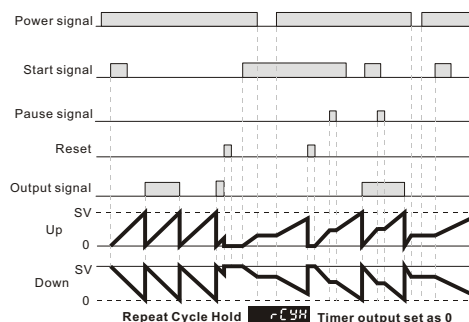 Power signal
Start signal
Pause signal
Reset
Output signal
SV
Up
0
SV
Down
0
Repeat Cycle Hold rCYH Timer output set as 0